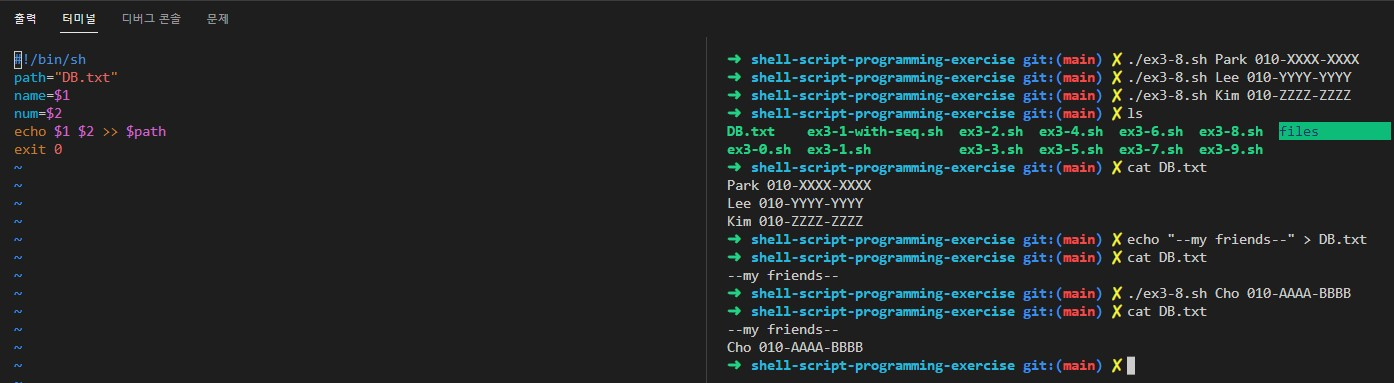 출력 터미널 디버그 콘솔 문제
#!/bin/sh
path="DB.txt"
name=$1
num=$2
echo $1 $2 >> $path
exit 0
~
~
~
~
~
~
~
~
~
~
~
~
~
➜ shell-script-programming-exercise git:(main) ✗ ./ex3-8.sh Park 010-XXXX-XXXX
➜ shell-script-programming-exercise git:(main) ✗ ./ex3-8.sh Lee 010-YYYY-YYYY
➜ shell-script-programming-exercise git:(main) ✗ ./ex3-8.sh Kim 010-ZZZZ-ZZZZ
➜ shell-script-programming-exercise git:(main) ✗ ls
DB.txt ex3-1-with-seq.sh ex3-2.sh ex3-4.sh ex3-6.sh ex3-8.sh files
ex3-0.sh ex3-1.sh ex3-3.sh ex3-5.sh ex3-7.sh ex3-9.sh
➜ shell-script-programming-exercise git:(main) ✗ cat DB.txt
Park 010-XXXX-XXXX
Lee 010-YYYY-YYYY
Kim 010-ZZZZ-ZZZZ
➜ shell-script-programming-exercise git:(main) ✗ echo "--my friends--" > DB.txt
➜ shell-script-programming-exercise git:(main) ✗ cat DB.txt
--my friends--
➜ shell-script-programming-exercise git:(main) ✗ ./ex3-8.sh Cho 010-AAAA-BBBB
➜ shell-script-programming-exercise git:(main) ✗ cat DB.txt
--my friends--
Cho 010-AAAA-BBBB
➜ shell-script-programming-exercise git:(main) ✗